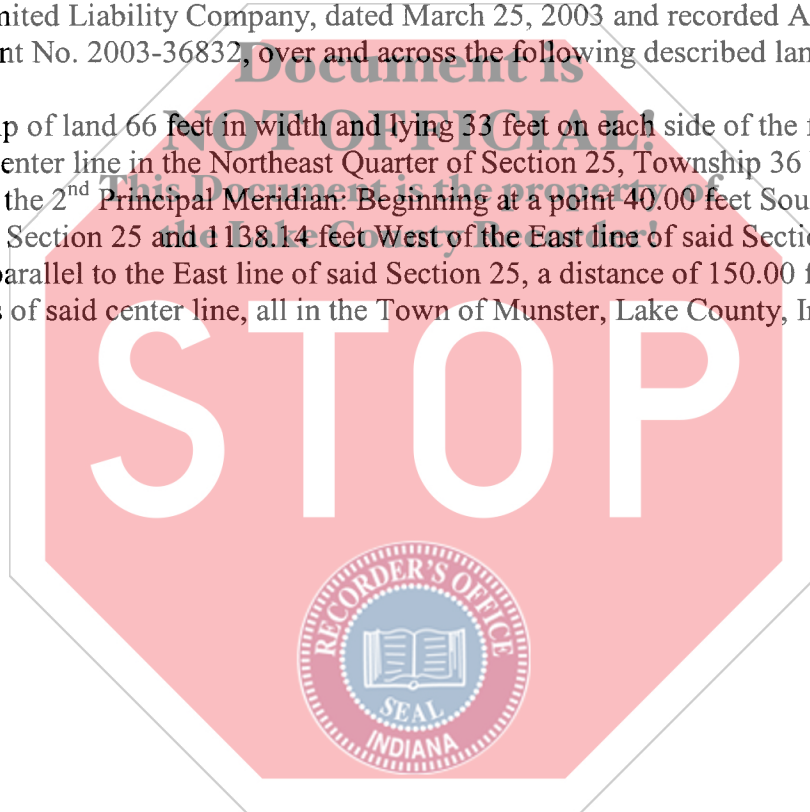 nited Liability Company, dated March 25, 2003 and recorded A
nt No. 2003-36832, over and across the following described lan
Document is
NOT OFFICIAL!
p of land 66 feet in width and lying 33 feet on each side of the f
enter line in the Northeast Quarter of Section 25, Township 36
This Document is the property of
the 2nd Principal Meridian: Beginning at a point 40.00 feet Sou
the Lake County Recorder!
Section 25 and 1138.14 feet West of the East line of said Sectio
parallel to the East line of said Section 25, a distance of 150.00 f
s of said center line, all in the Town of Munster, Lake County, In
STOP
RECORDER'S OFFICE
SEAL
INDIANA